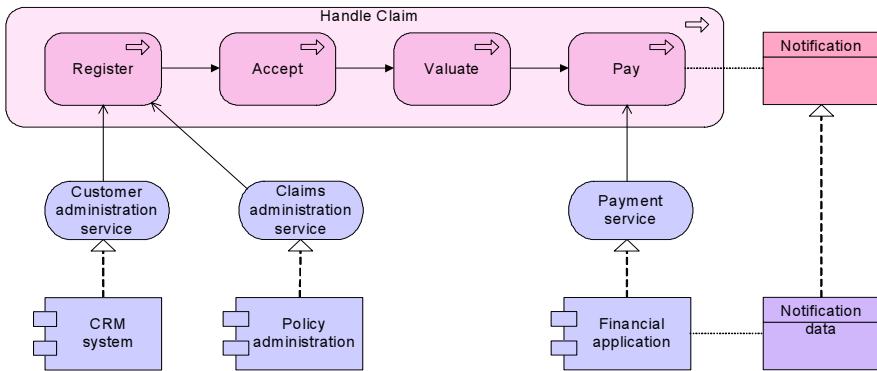 Handle Claim
Register
Accept
Valuate
Pay
Notification
Customer
administration
service
Claims
administration
service
Payment
service
CRM
system
Policy
administration
Financial
application
Notification
data